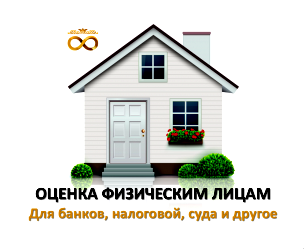 ОЦЕНКА ФИЗИЧЕСКИМ ЛИЦАМ
Для банков, налоговой, суда и другое